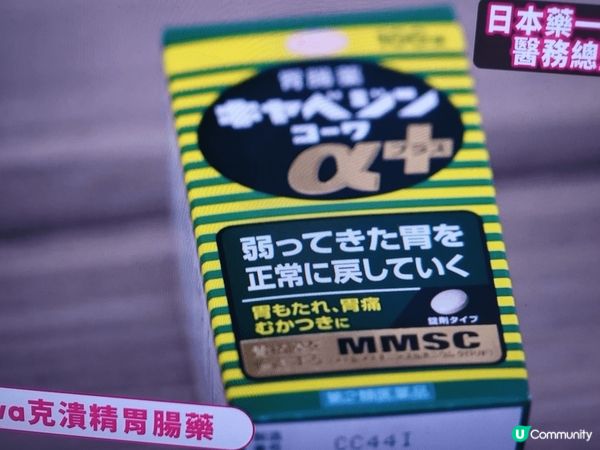 日本藥一
醫務總
胃腸薬
キャベジン
コーワ
α+
プラス
弱ってきた胃を
正常に戻していく
胃もたれ、胃痛
むかつきに
錠剤タイプ
MMSC
第2類医薬品
wa克潰精胃腸藥
CC44I
U Community